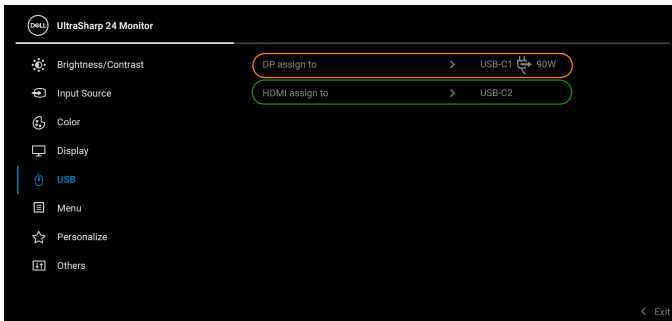 DELL UltraSharp 24 Monitor
Brightness/Contrast
DP assign to > USB-C1 90W
Input Source
HDMI assign to > USB-C2
Color
Display
USB
Menu
Personalize
Others
< Exit